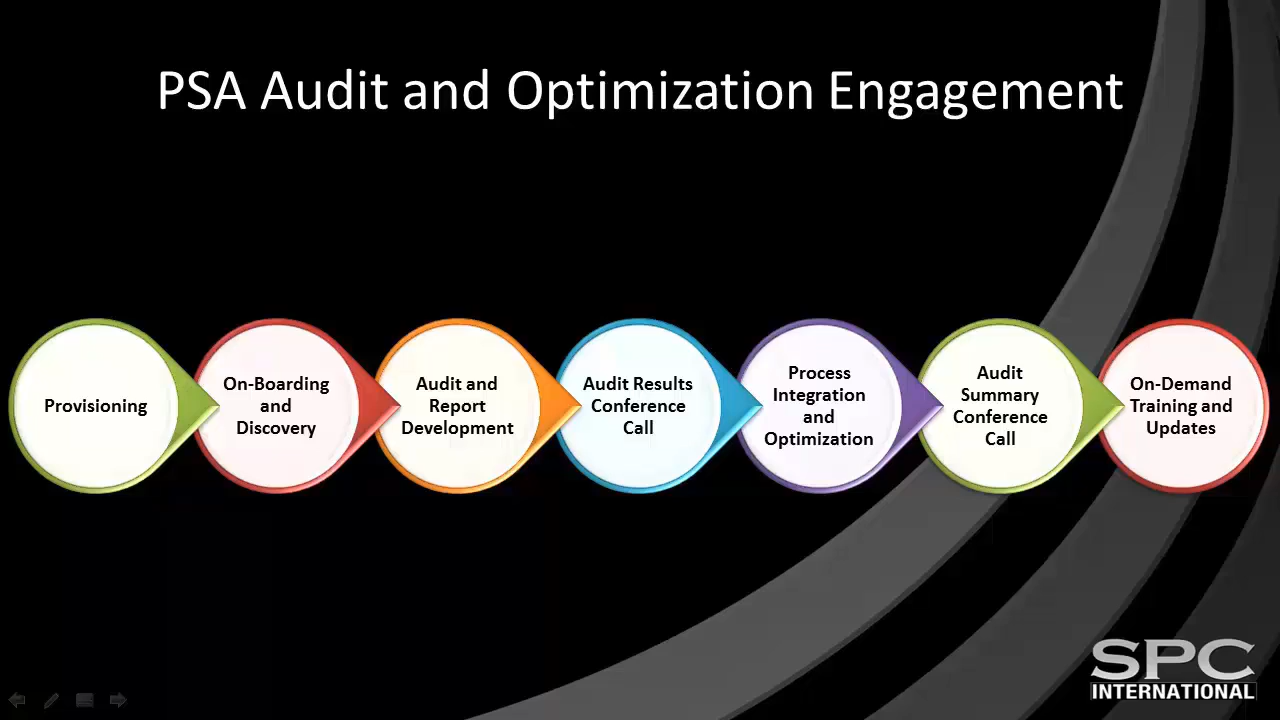 PSA Audit and Optimization Engagement
Provisioning
On-Boarding
and
Discovery
Audit and
Report
Development
Audit Results
Conference
Call
Process
Integration
and
Optimization
Audit
Summary
Conference
Call
On-Demand
Training and
Updates
SPC
INTERNATIONAL